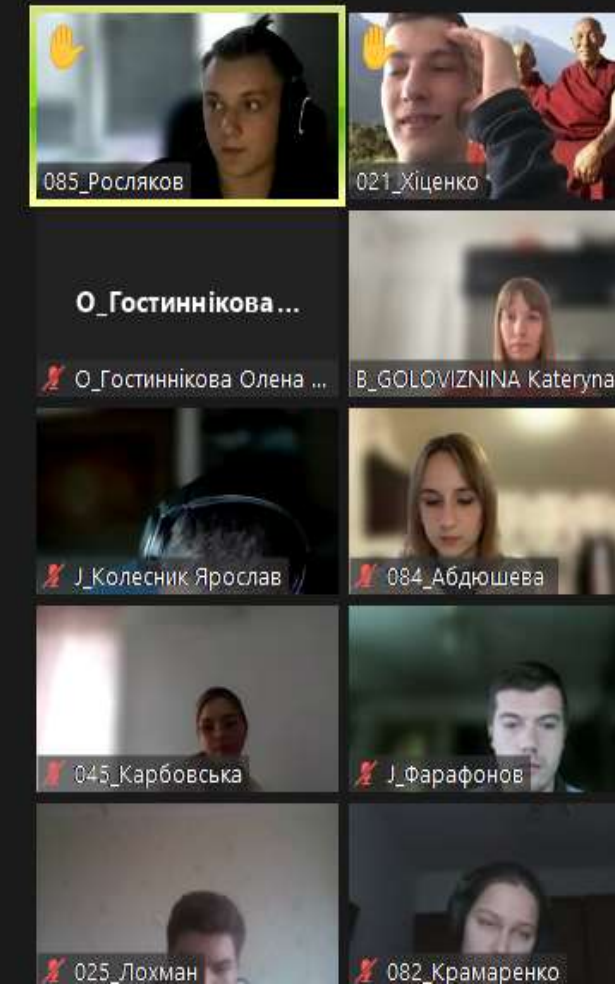 085_Росляков
021_Хіценко
О_Гостиннікова...
О_Гостиннікова Олена ...
B_GOLOVIZNINA Kateryna
J_Колесник Ярослав
084_Абдюшева
045_Карбовська
J_Фарафонов
025_Лохман
082_Крамаренко